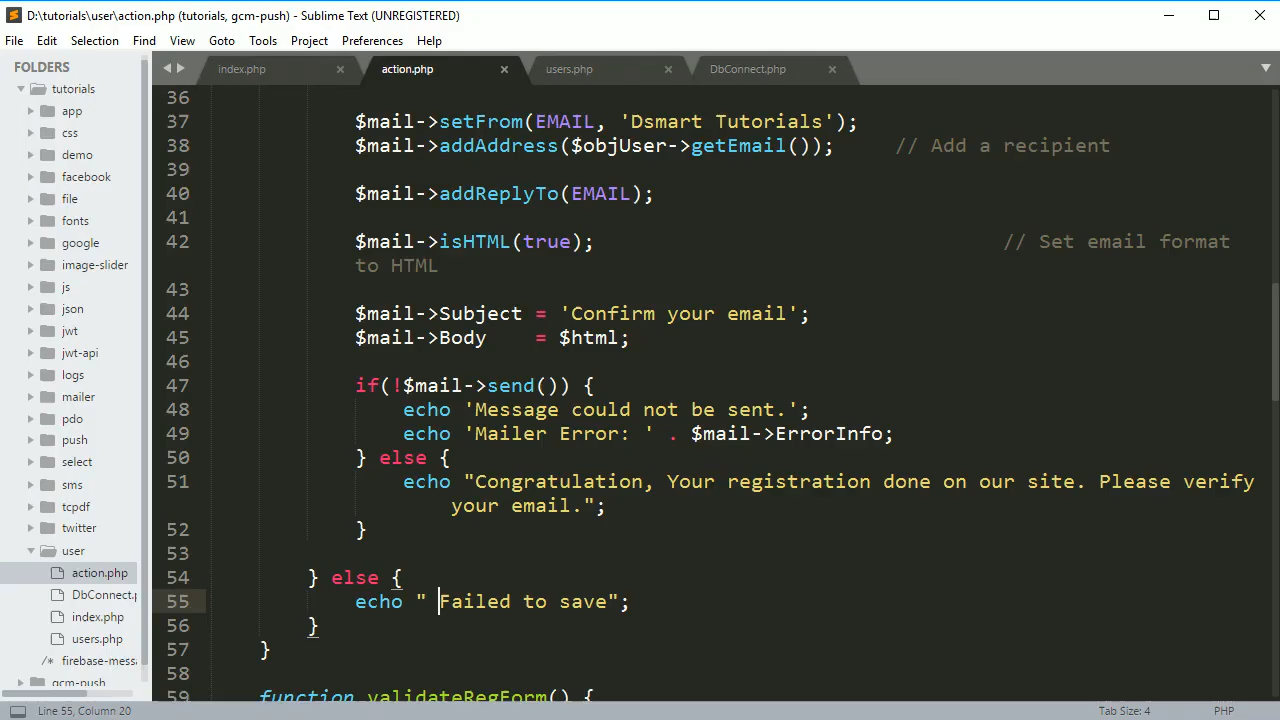 D:\tutorials\user\action.php (tutorials, gcm-push) - Sublime Text (UNREGISTERED)
File Edit Selection Find View Goto Tools Project Preferences Help
FOLDERS
tutorials
app
css
demo
facebook
file
fonts
google
image-slider
js
json
jwt
jwt-api
logs
mailer
pdo
push
select
sms
tcpdf
twitter
user
action.php
DbConnect.p
index.php
users.php
/* firebase-messa
gcm-push
index.php action.php users.php DbConnect.php
36
37 $mail->setFrom(EMAIL, 'Dsmart Tutorials');
38 $mail->addAddress($objUser->getEmail()); // Add a recipient
39
40 $mail->addReplyTo(EMAIL);
41
42 $mail->isHTML(true); // Set email format
to HTML
43
44 $mail->Subject = 'Confirm your email';
45 $mail->Body = $html;
46
47 if(!$mail->send()) {
48 echo 'Message could not be sent.';
49 echo 'Mailer Error: ' . $mail->ErrorInfo;
50 } else {
51 echo "Congratulation, Your registration done on our site. Please verify
your email.";
52 }
53
54 } else {
55 echo " Failed to save";
56 }
57 }
58
59 function validateRegForm() {
Line 55, Column 20 Tab Size: 4 PHP